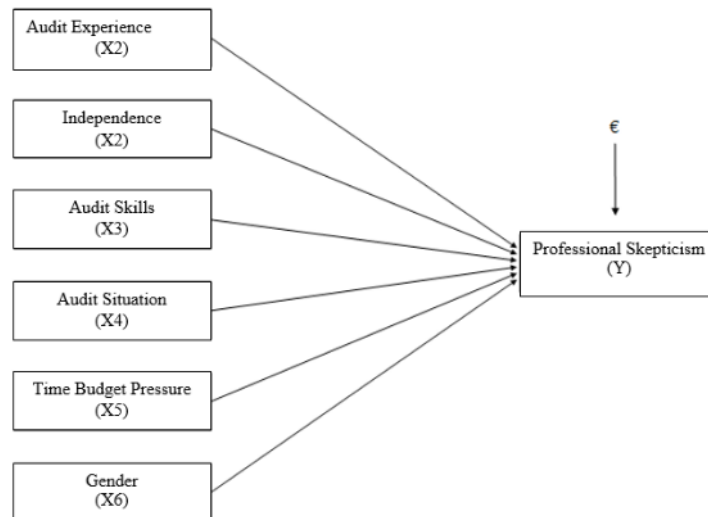 Audit Experience
(X2)
Independence
(X2)
€
Audit Skills
(X3)
Professional Skepticism
(Y)
Audit Situation
(X4)
Time Budget Pressure
(X5)
Gender
(X6)